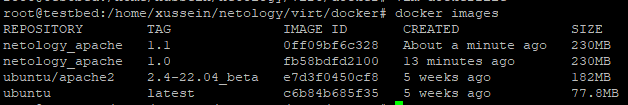 root@testbed:/home/xussein/netology/virt/docker# docker images
REPOSITORY TAG IMAGE ID CREATED SIZE
netology_apache 1.1 0ff09bf6c328 About a minute ago 230MB
netology_apache 1.0 fb58bdfd2100 13 minutes ago 230MB
ubuntu/apache2 2.4-22.04_beta e7d3f0450cf8 5 weeks ago 182MB
ubuntu latest c6b84b685f35 5 weeks ago 77.8MB